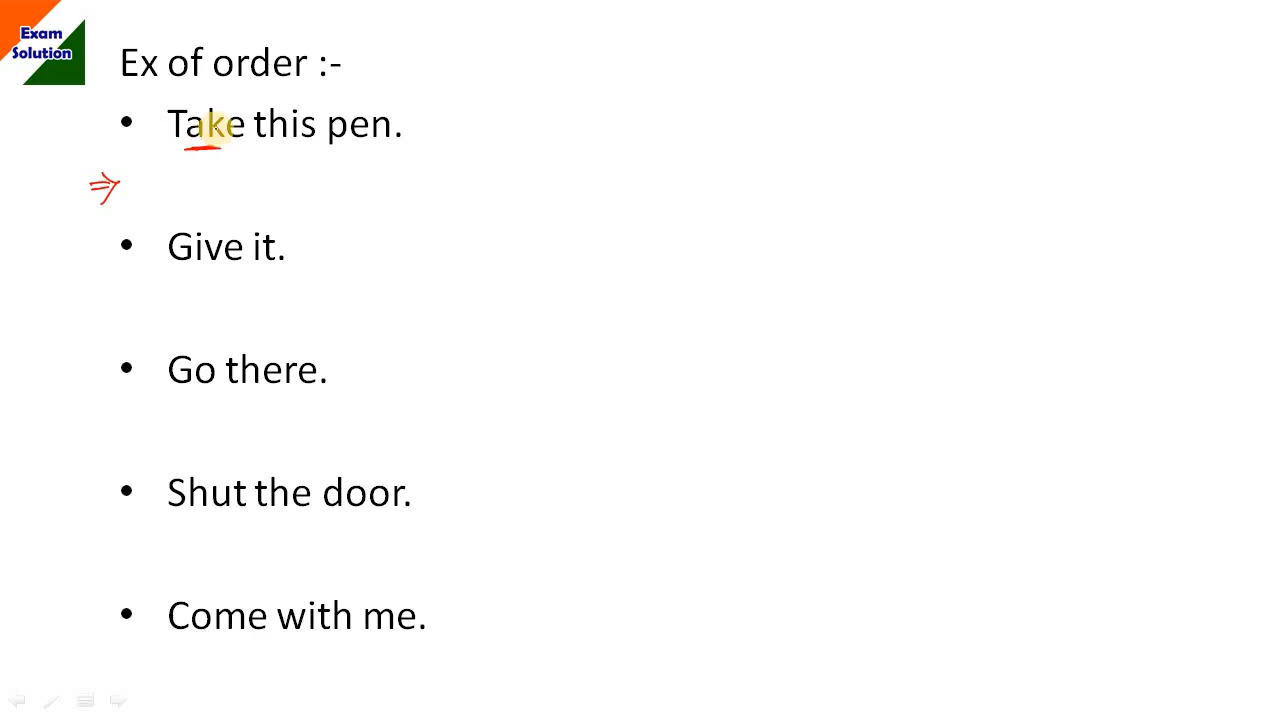 Exam
Solution
Ex of order :-
• Take this pen.
⇒
• Give it.
• Go there.
• Shut the door.
• Come with me.